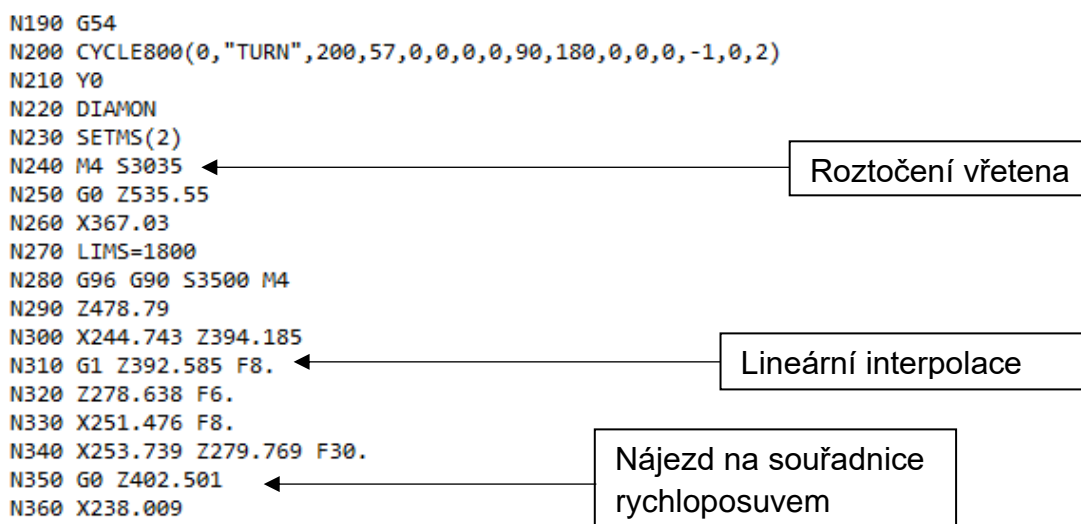 N190 G54
N200 CYCLE800(0,"TURN",200,57,0,0,0,0,90,180,0,0,0,-1,0,2)
N210 Y0
N220 DIAMON
N230 SETMS(2)
N240 M4 S3035
Roztočení vřetena
N250 G0 Z535.55
N260 X367.03
N270 LIMS=1800
N280 G96 G90 S3500 M4
N290 Z478.79
N300 X244.743 Z394.185
N310 G1 Z392.585 F8.
Lineární interpolace
N320 Z278.638 F6.
N330 X251.476 F8.
N340 X253.739 Z279.769 F30.
N350 G0 Z402.501
Nájezd na souřadnice
rychloposuvem
N360 X238.009